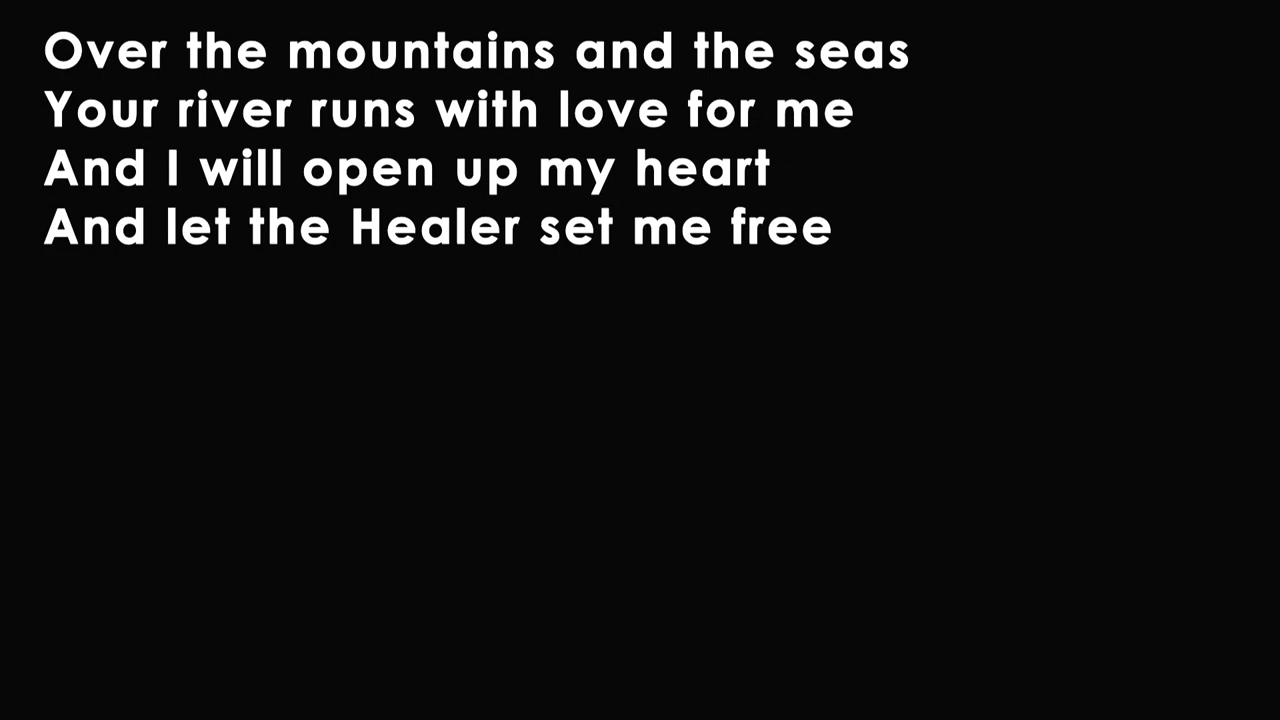 Over the mountains and the seas
Your river runs with love for me
And I will open up my heart
And let the Healer set me free